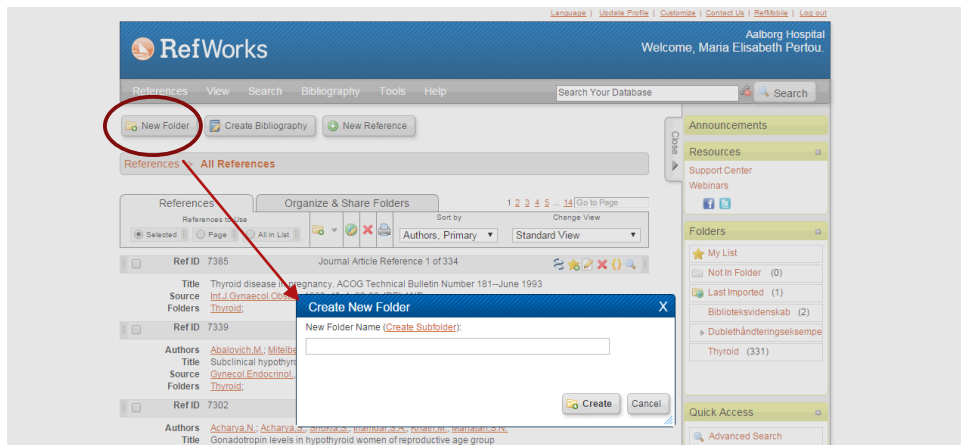 Language | Update Profile | Customize | Contact Us | RefMobile | Log out
Aalborg Hospital
RefWorks
Welcome, Maria Elisabeth Pertou.
References View Search Bibliography Tools Help
Search Your Database
Search
New Folder
Create Bibliography
New Reference
Close
References > All References
References
Organize & Share Folders
1 2 3 4 5 ... 14 Go to Page
References to Use
Selected
Page
All in List
Sort by
Authors, Primary
Change View
Standard View
Ref ID 7385
Journal Article Reference 1 of 334
Title Thyroid disease in pregnancy. ACOG Technical Bulletin Number 181--June 1993
Source Int.J.Gynaecol.Obs
Folders Thyroid;
Ref ID 7339
Authors Abalovich,M.; Mitelbe
Title Subclinical hypothyr
Source Gynecol.Endocrinol.,
Folders Thyroid;
Ref ID 7302
Authors Acharya,N.; Acharya,S.; Shukla,S.; Inamdar,S.A.; Khatri,M.; Mahajan,S.N.
Title Gonadotropin levels in hypothyroid women of reproductive age group
Create New Folder
X
New Folder Name (Create Subfolder):
Create
Cancel
Announcements
Resources
Support Center
Webinars
Folders
My List
Not In Folder (0)
Last Imported (1)
Biblioteksvidenskab (2)
Dublethåndteringseksempe
Thyroid (331)
Quick Access
Advanced Search